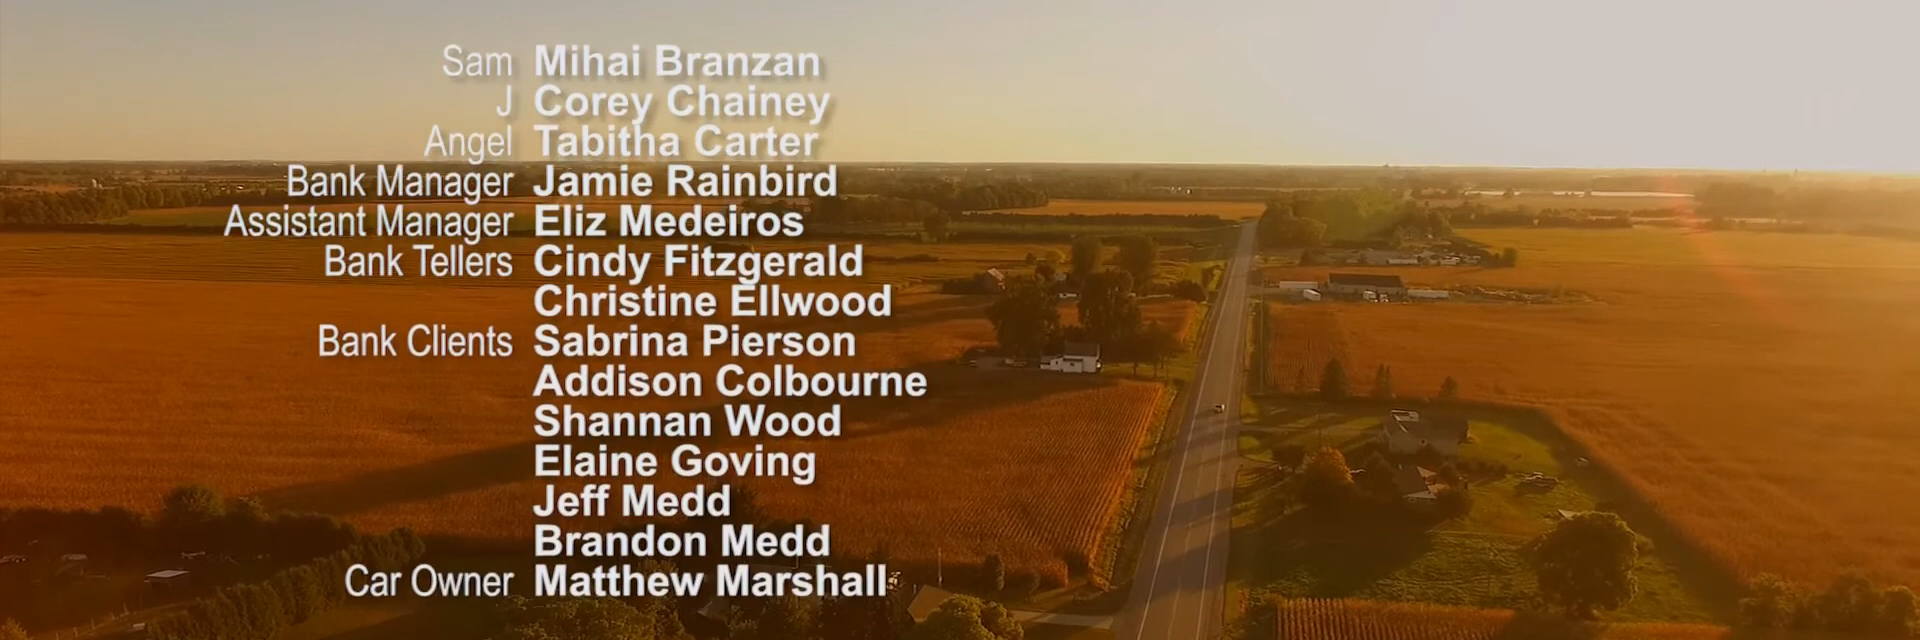 Sam Mihai Branzan
J Corey Chainey
Angel Tabitha Carter
Bank Manager Jamie Rainbird
Assistant Manager Eliz Medeiros
Bank Tellers Cindy Fitzgerald
Christine Ellwood
Bank Clients Sabrina Pierson
Addison Colbourne
Shannan Wood
Elaine Goving
Jeff Medd
Brandon Medd
Car Owner Matthew Marshall